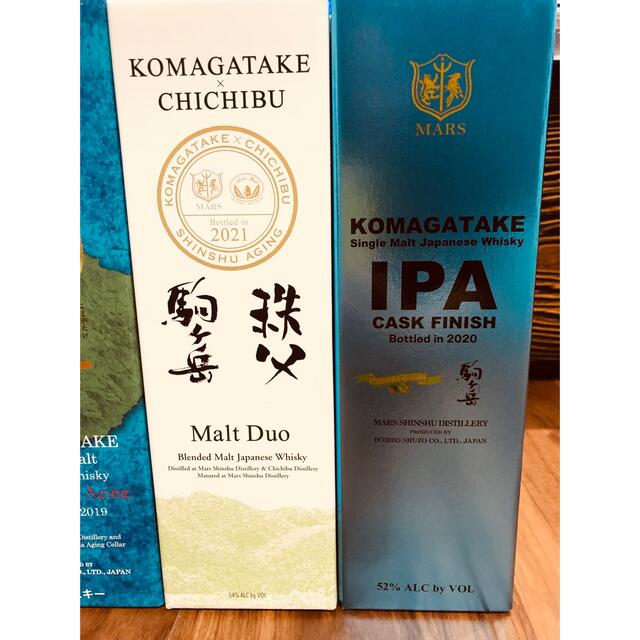 TAKE
alt
hisky
Aging
2019
Distillery and
a Aging Cellar
ED BY
O., LTD., JAPAN
スキー
KOMAGATAKE
×
CHICHIBU
KOMAGATAKE×CHICHIBU
MARS
Bottled in
2021
SHINSHU AGING
秩父
駒ヶ岳
Malt Duo
Blended Malt Japanese Whisky
Distilled at Mars Shinshu Distillery & Chichibu Distillery
Matured at Mars Shinshu Distillery
54% ALC by VOL
MARS
KOMAGATAKE
Single Malt Japanese Whisky
IPA
CASK FINISH
Bottled in 2020
駒ヶ岳
MARS SHINSHU DISTILLERY
PRODUCED BY
HOMBO SHUZO CO., LTD., JAPAN
52% ALC by VOL